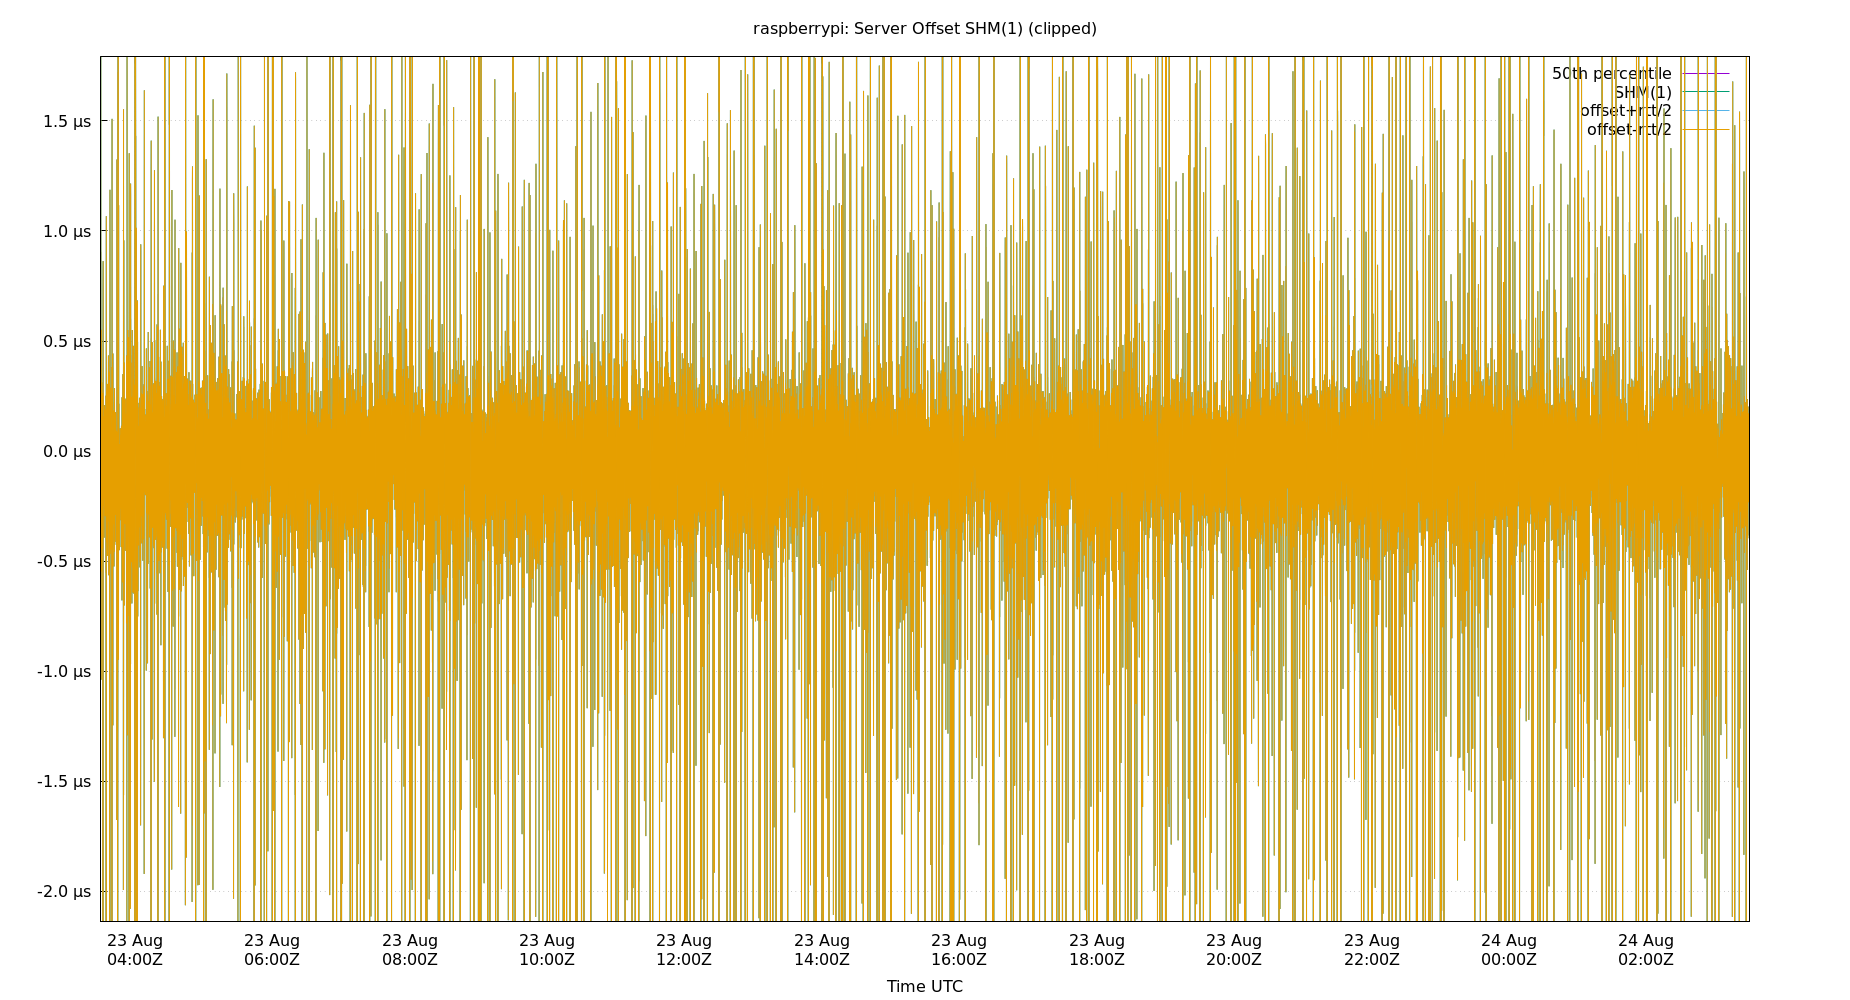 raspberrypi: Server Offset SHM(1) (clipped)
50th percentile
SHM(1)
offset+rtt/2
offset-rtt/2
1.5 µs
1.0 µs
0.5 µs
0.0 µs
-0.5 µs
-1.0 µs
-1.5 µs
-2.0 µs
23 Aug 23 Aug 23 Aug 23 Aug 23 Aug 23 Aug 23 Aug 23 Aug 23 Aug 23 Aug 24 Aug 24 Aug
04:00Z 06:00Z 08:00Z 10:00Z 12:00Z 14:00Z 16:00Z 18:00Z 20:00Z 22:00Z 00:00Z 02:00Z
Time UTC